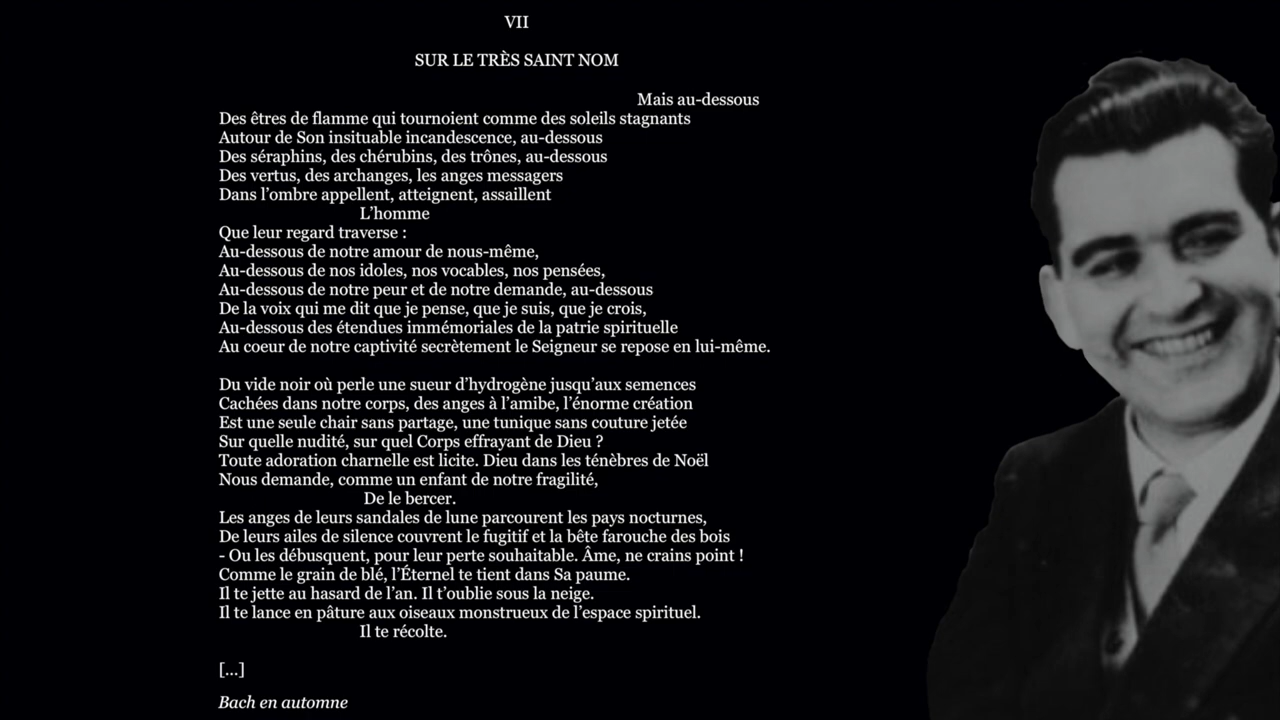 VII
SUR LE TRÈS SAINT NOM
Mais au-dessous
Des êtres de flamme qui tournoient comme des soleils stagnants
Autour de Son insituable incandescence, au-dessous
Des séraphins, des chérubins, des trônes, au-dessous
Des vertus, des archanges, les anges messagers
Dans l’ombre appellent, atteignent, assaillent
L’homme
Que leur regard traverse :
Au-dessous de notre amour de nous-même,
Au-dessous de nos idoles, nos vocables, nos pensées,
Au-dessous de notre peur et de notre demande, au-dessous
De la voix qui me dit que je pense, que je suis, que je crois,
Au-dessous des étendues immémoriales de la patrie spirituelle
Au coeur de notre captivité secrètement le Seigneur se repose en lui-même.
Du vide noir où perle une sueur d’hydrogène jusqu’aux semences
Cachées dans notre corps, des anges à l’amibe, l’énorme création
Est une seule chair sans partage, une tunique sans couture jetée
Sur quelle nudité, sur quel Corps effrayant de Dieu ?
Toute adoration charnelle est licite. Dieu dans les ténèbres de Noël
Nous demande, comme un enfant de notre fragilité,
De le bercer.
Les anges de leurs sandales de lune parcourent les pays nocturnes,
De leurs ailes de silence couvrent le fugitif et la bête farouche des bois
- Ou les débusquent, pour leur perte souhaitable. Âme, ne crains point !
Comme le grain de blé, l’Éternel te tient dans Sa paume.
Il te jette au hasard de l’an. Il t’oublie sous la neige.
Il te lance en pâture aux oiseaux monstrueux de l’espace spirituel.
Il te récolte.
[...]
Bach en automne